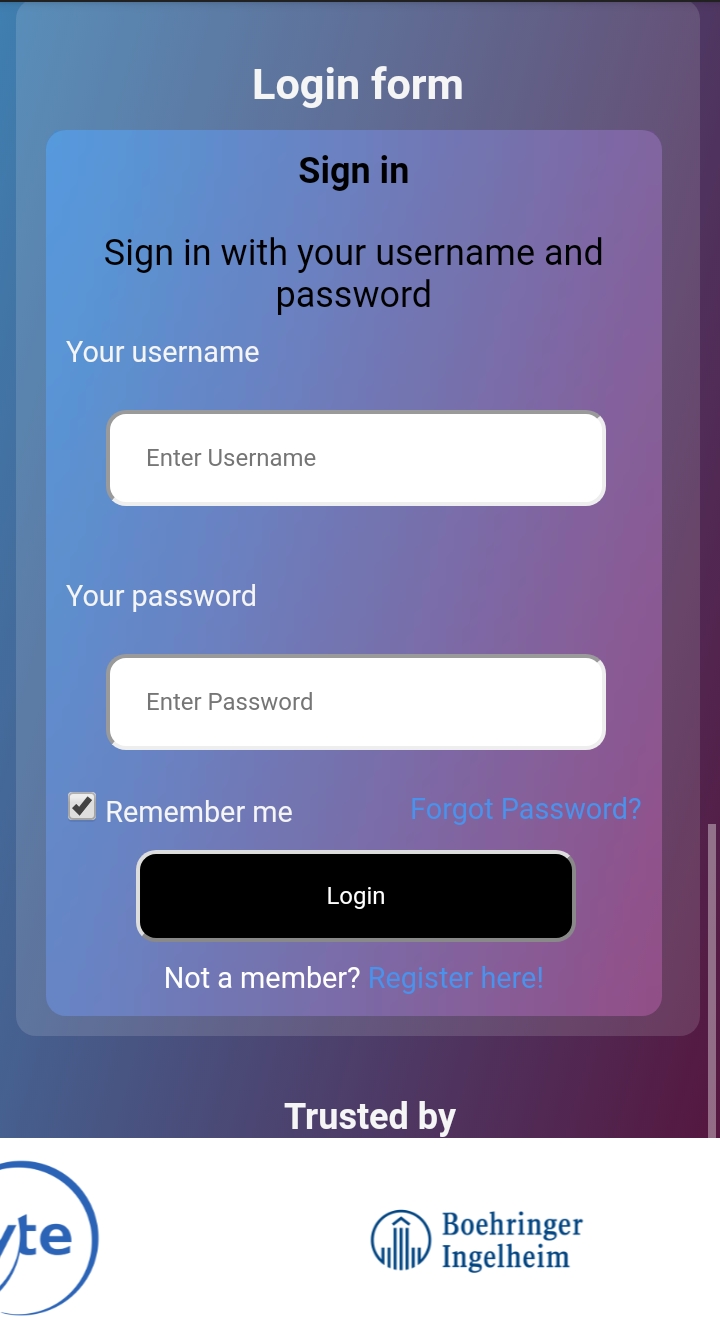 Login form
Sign in
Sign in with your username and
password
Your username
Enter Username
Your password
Enter Password
Remember me
Forgot Password?
Login
Not a member? Register here!
Trusted by
yte
Boehringer
Ingelheim